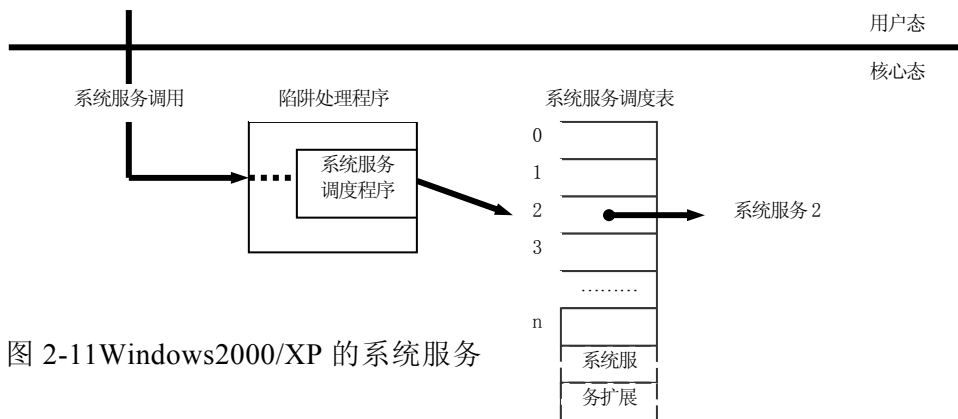 用户态
核心态
系统服务调用
陷阱处理程序
系统服务调度表
系统服务
调度程序
0
1
2
3
………
n
系统服务 2
系统服
务扩展
图 2-11Windows2000/XP 的系统服务